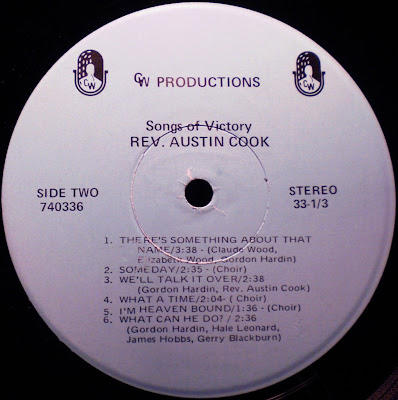 CW PRODUCTIONS
CW
CW
Songs of Victory
REV. AUSTIN COOK
SIDE TWO
740336
STEREO
33-1/3
1. THERE'S SOMETHING ABOUT THAT
NAME/3:38 - (Claude Wood,
Elizabeth Wood, Gordon Hardin)
2. SOMEDAY/2:35 - (Choir)
3. WE'LL TALK IT OVER/2:38
(Gordon Hardin, Rev. Austin Cook)
4. WHAT A TIME/2:04- ( Choir)
5. I'M HEAVEN BOUND/1:36 - (Choir)
6. WHAT CAN HE DO? / 2:36
(Gordon Hardin, Hale Leonard,
James Hobbs, Gerry Blackburn)